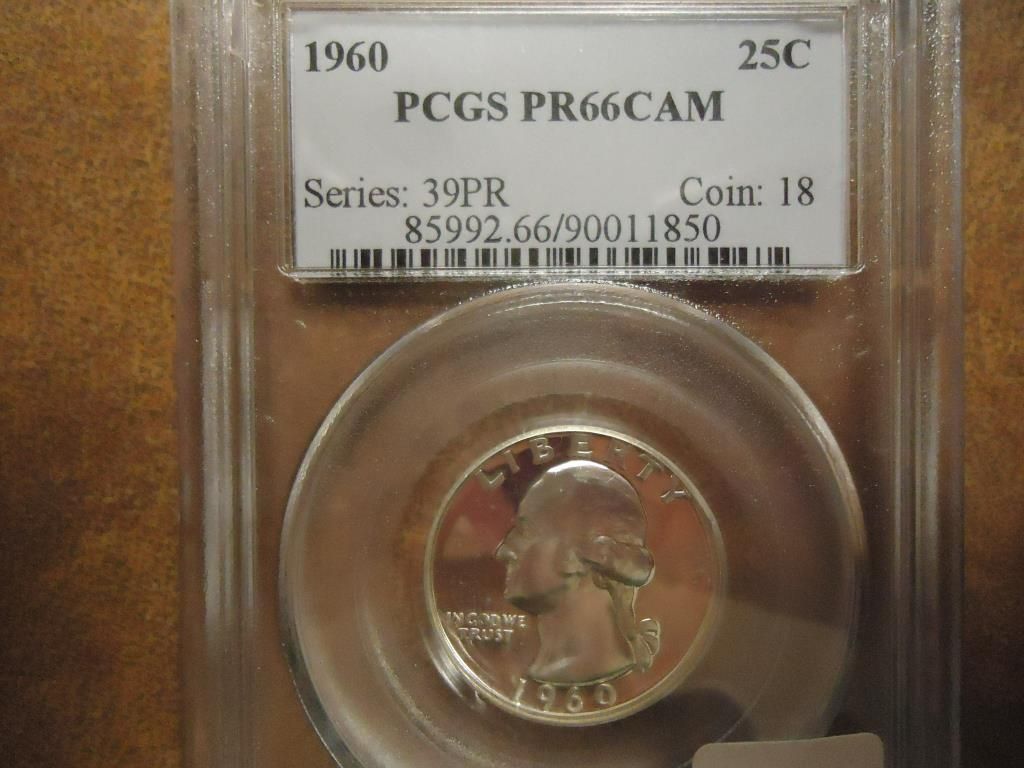 1960 25C
PCGS PR66CAM
Series: 39PR Coin: 18
85992.66/90011850
LIBERTY
IN GOD WE
TRUST
1960